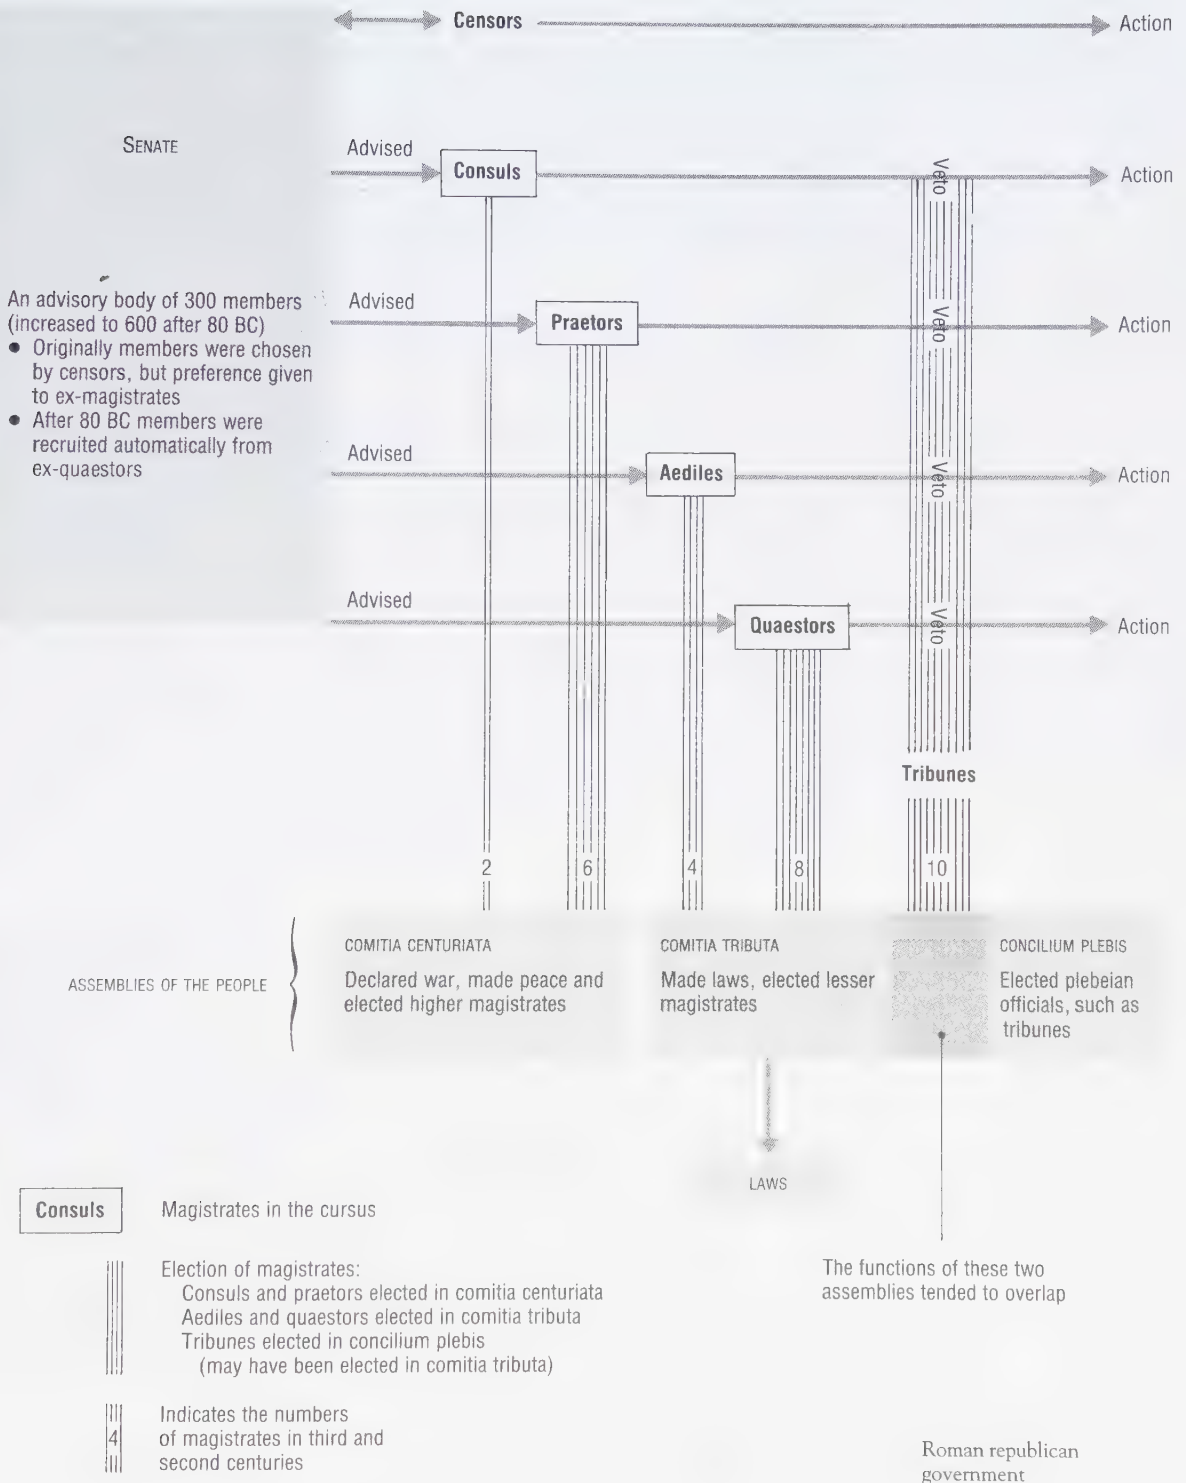 Censors
Action
SENATE
Advised
Consuls
Veto
Action
An advisory body of 300 members
(increased to 600 after 80 BC)
• Originally members were chosen
by censors, but preference given
to ex-magistrates
• After 80 BC members were
recruited automatically from
ex-quaestors
Advised
Praetors
Veto
Action
Advised
Aediles
Veto
Action
Advised
Quaestors
Veto
Action
Tribunes
2
6
4
8
10
ASSEMBLIES OF THE PEOPLE
COMITIA CENTURIATA
Declared war, made peace and
elected higher magistrates
COMITIA TRIBUTA
Made laws, elected lesser
magistrates
CONCILIUM PLEBIS
Elected plebeian
officials, such as
tribunes
LAWS
The functions of these two
assemblies tended to overlap
Consuls
Magistrates in the cursus
Election of magistrates:
Consuls and praetors elected in comitia centuriata
Aediles and quaestors elected in comitia tributa
Tribunes elected in concilium plebis
(may have been elected in comitia tributa)
4
Indicates the numbers
of magistrates in third and
second centuries
Roman republican
government